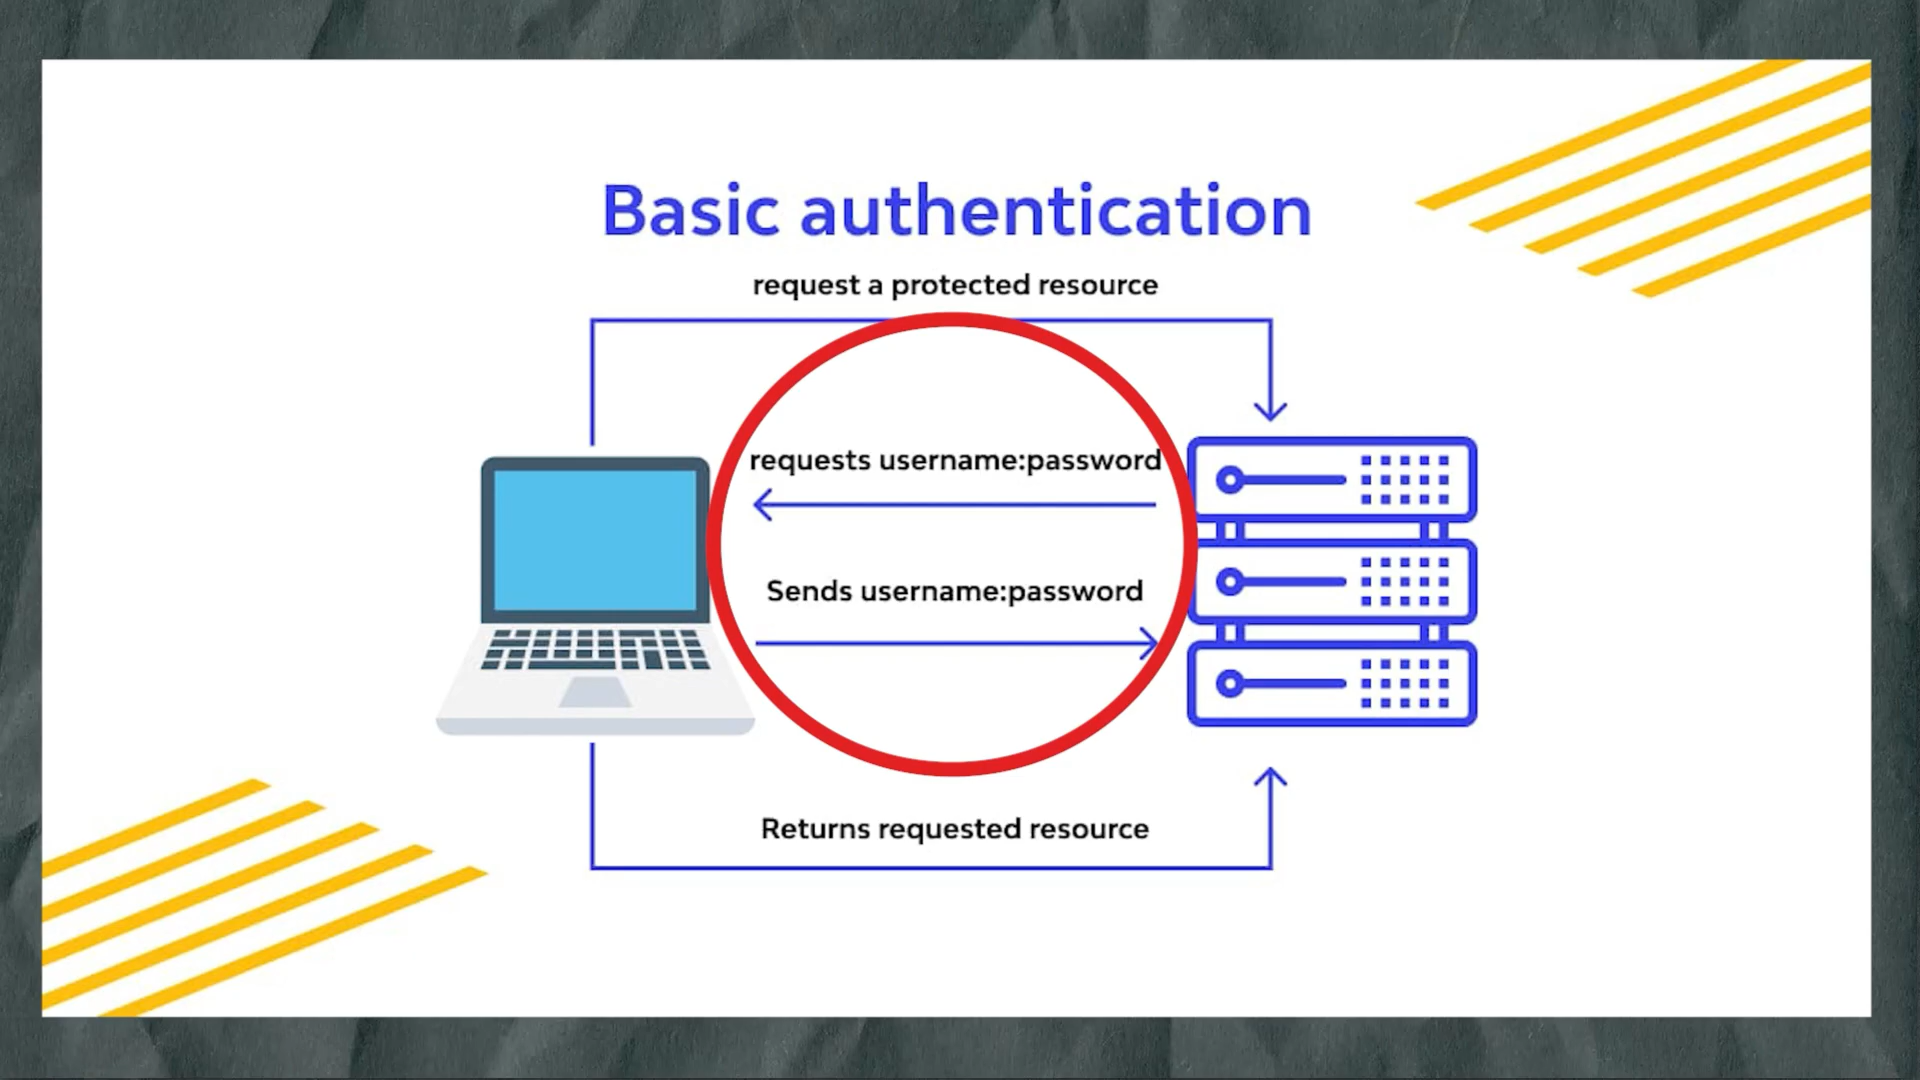 Basic authentication
request a protected resource
requests username:password
Sends username:password
Returns requested resource